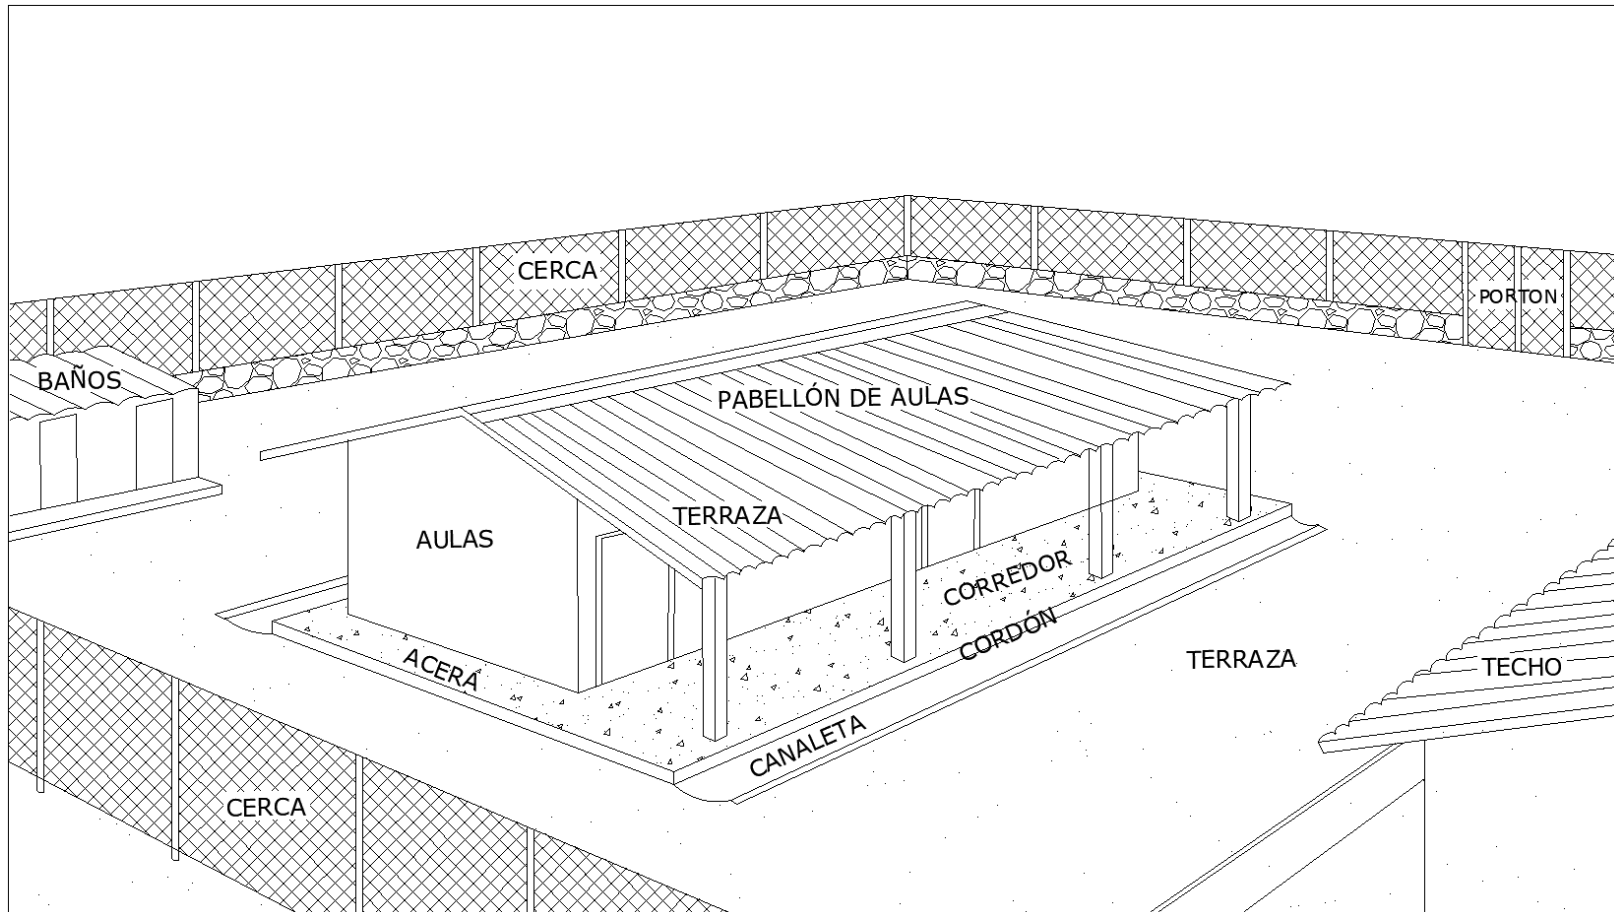 CERCA
PORTON
BAÑOS
PABELLÓN DE AULAS
TERRAZA
AULAS
CORREDOR
CORDÓN
ACERA
TERRAZA
TECHO
CANALETA
CERCA